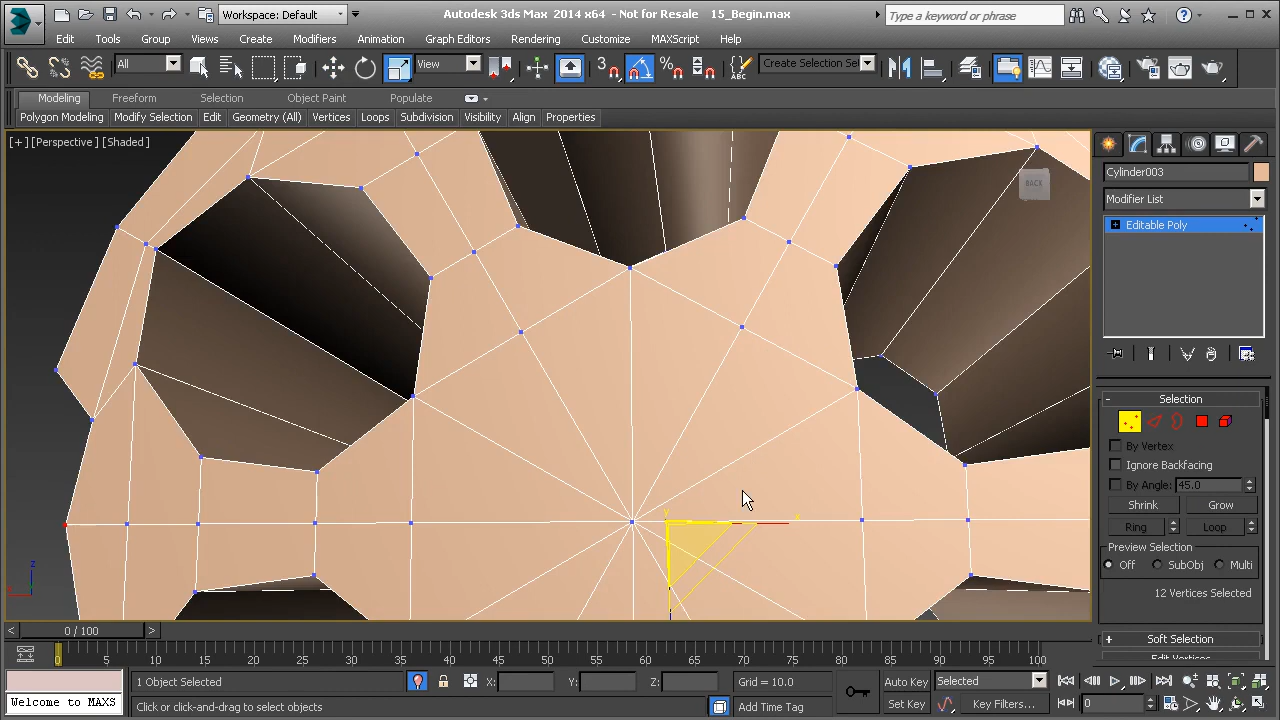 Workspace: Default
Autodesk 3ds Max 2014 x64 - Not for Resale 15_Begin.max
Type a keyword or phrase
Edit Tools Group Views Create Modifiers Animation Graph Editors Rendering Customize MAXScript Help
All View 3 Create Selection Se
Modeling Freeform Selection Object Paint Populate
Polygon Modeling Modify Selection Edit Geometry (All) Vertices Loops Subdivision Visibility Align Properties
[+] [Perspective] [Shaded]
BACK
Cylinder003
Modifier List
Editable Poly
Selection
By Vertex
Ignore Backfacing
By Angle: 45.0
Shrink Grow
Ring Loop
Preview Selection
Off SubObj Multi
12 Vertices Selected
Soft Selection
Edit Vertices
y x
z
0 / 100
0 5 10 15 20 25 30 35 40 45 50 55 60 65 70 75 80 85 90 95 100
1 Object Selected X: Y: Z: Grid = 10.0 Auto Key Selected
Welcome to MAXS Click or click-and-drag to select objects Add Time Tag Set Key Key Filters... 0